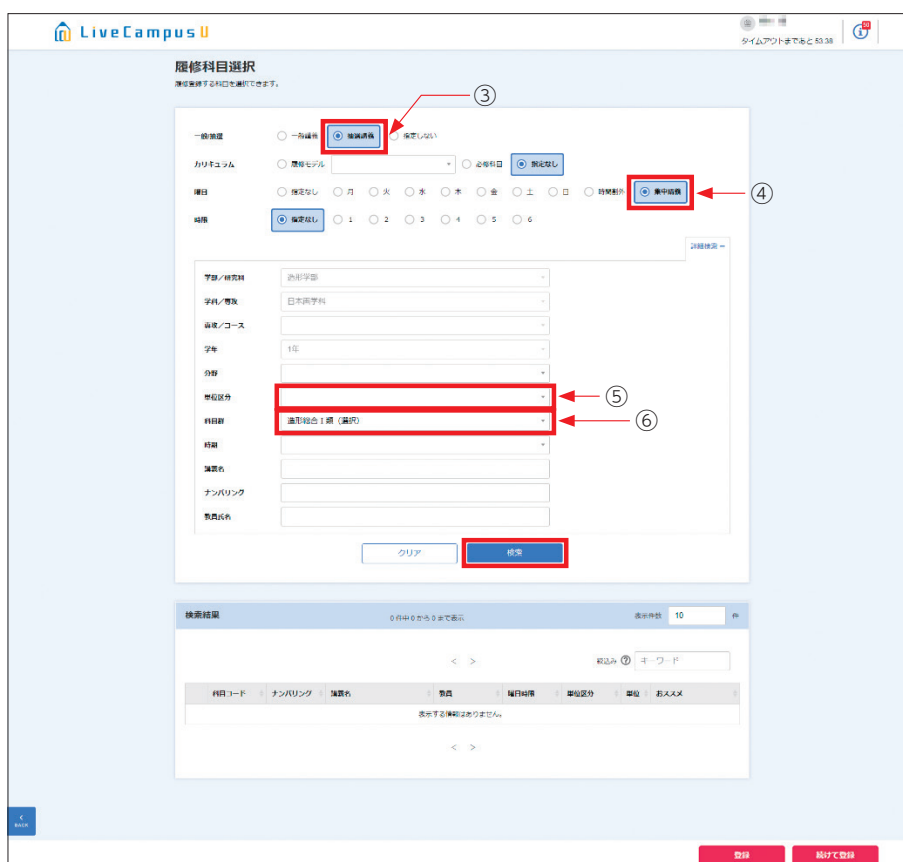 LiveCampusU
タイムアウトまであと 53:38
履修科目選択
履修登録する科目を選択できます。
③
一般/抽選 一般講義 抽選講義 指定しない
カリキュラム 履修モデル 必修科目 指定なし
曜日 指定なし 月 火 水 木 金 土 日 時間割外 集中講義
④
時限 指定なし 1 2 3 4 5 6
詳細検索 ー
学部/研究科 造形学部
学科/専攻 日本画学科
専攻/コース
学年 1年
分野
単位区分
⑤
科目群 造形総合Ⅰ類（選択）
⑥
時期
講義名
ナンバリング
教員氏名
クリア 検索
検索結果 0 件中 0 から 0 まで表示 表示件数 10 件
< >
絞込み ? キーワード
科目コード ナンバリング 講義名 教員 曜日時限 単位区分 単位 おススメ
表示する情報はありません。
< >
<
BACK
登録 続けて登録